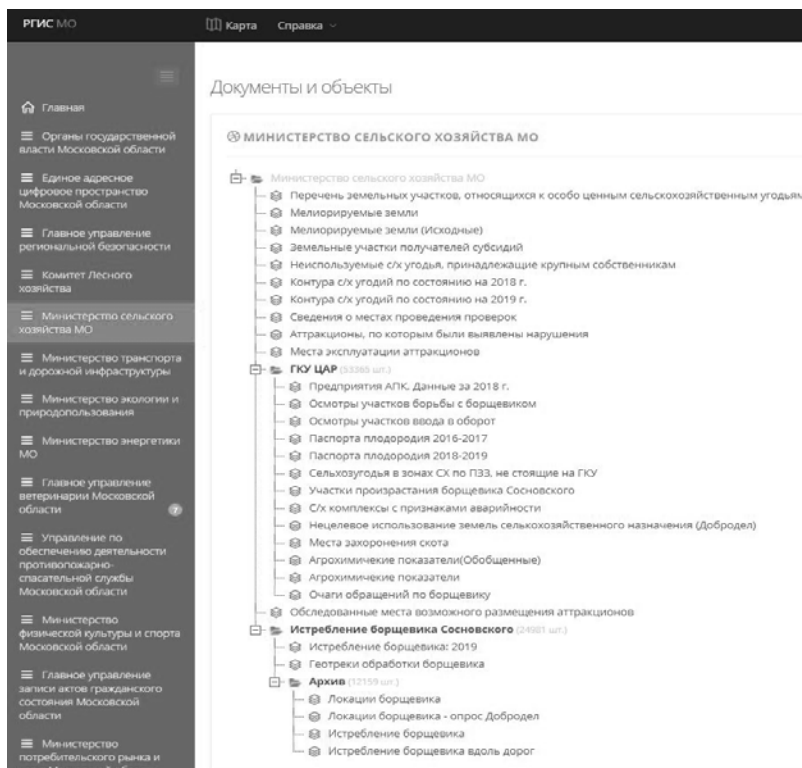 РГИС МО
Карта
Справка
Главная
Органы государственной
власти Московской области
Единое адресное
цифровое пространство
Московской области
Главное управление
региональной безопасности
Комитет Лесного
хозяйства
Министерство сельского
хозяйства МО
Министерство транспорта
и дорожной инфраструктуры
Министерство экологии и
природопользования
Министерство энергетики
МО
Главное управление
ветеринарии Московской
области ?
Управление по
обеспечению деятельности
противопожарно-
спасательной службы
Московской области
Министерство
физической культуры и спорта
Московской области
Главное управление
записи актов гражданского
состояния Московской
области
Министерство
потребительского рынка и
Документы и объекты
МИНИСТЕРСТВО СЕЛЬСКОГО ХОЗЯЙСТВА МО
Министерство сельского хозяйства МО
Перечень земельных участков, относящихся к особо ценным сельскохозяйственным угодьям
Мелиорируемые земли
Мелиорируемые земли (Исходные)
Земельные участки получателей субсидий
Неиспользуемые с/х угодья, принадлежащие крупным собственникам
Контура с/х угодий по состоянию на 2018 г.
Контура с/х угодий по состоянию на 2019 г.
Сведения о местах проведения проверок
Аттракционы, по которым были выявлены нарушения
Места эксплуатации аттракционов
ГКУ ЦАР (53365 шт.)
Предприятия АПК. Данные за 2018 г.
Осмотры участков борьбы с борщевиком
Осмотры участков ввода в оборот
Паспорта плодородия 2016-2017
Паспорта плодородия 2018-2019
Сельхозугодья в зонах СХ по ПЗЗ, не стоящие на ГКУ
Участки произрастания борщевика Сосновского
С/х комплексы с признаками аварийности
Нецелевое использование земель селькохозяйственного назначения (Добродел)
Места захоронения скота
Агрохимичекие показатели(Обобщенные)
Агрохимичекие показатели
Очаги обращений по борщевику
Обследованные места возможного размещения аттракционов
Истребление борщевика Сосновского (24981 шт.)
Истребление борщевика: 2019
Геотреки обработки борщевика
Архив (12159 шт.)
Локации борщевика
Локации борщевика - опрос Добродел
Истребление борщевика
Истребление борщевика вдоль дорог